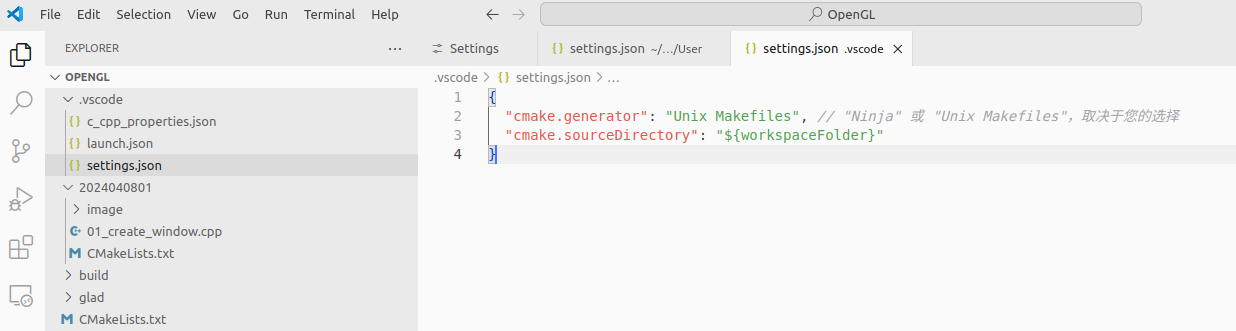 File Edit Selection View Go Run Terminal Help OpenGL
EXPLORER ... Settings settings.json ~/.../User settings.json .vscode
OPENGL .vscode > settings.json > ...
.vscode 1 {
c_cpp_properties.json 2 "cmake.generator": "Unix Makefiles", // "Ninja" 或 "Unix Makefiles"，取决于您的选择
launch.json 3 "cmake.sourceDirectory": "${workspaceFolder}"
settings.json 4 }
2024040801
image
01_create_window.cpp
CMakeLists.txt
build
glad
CMakeLists.txt